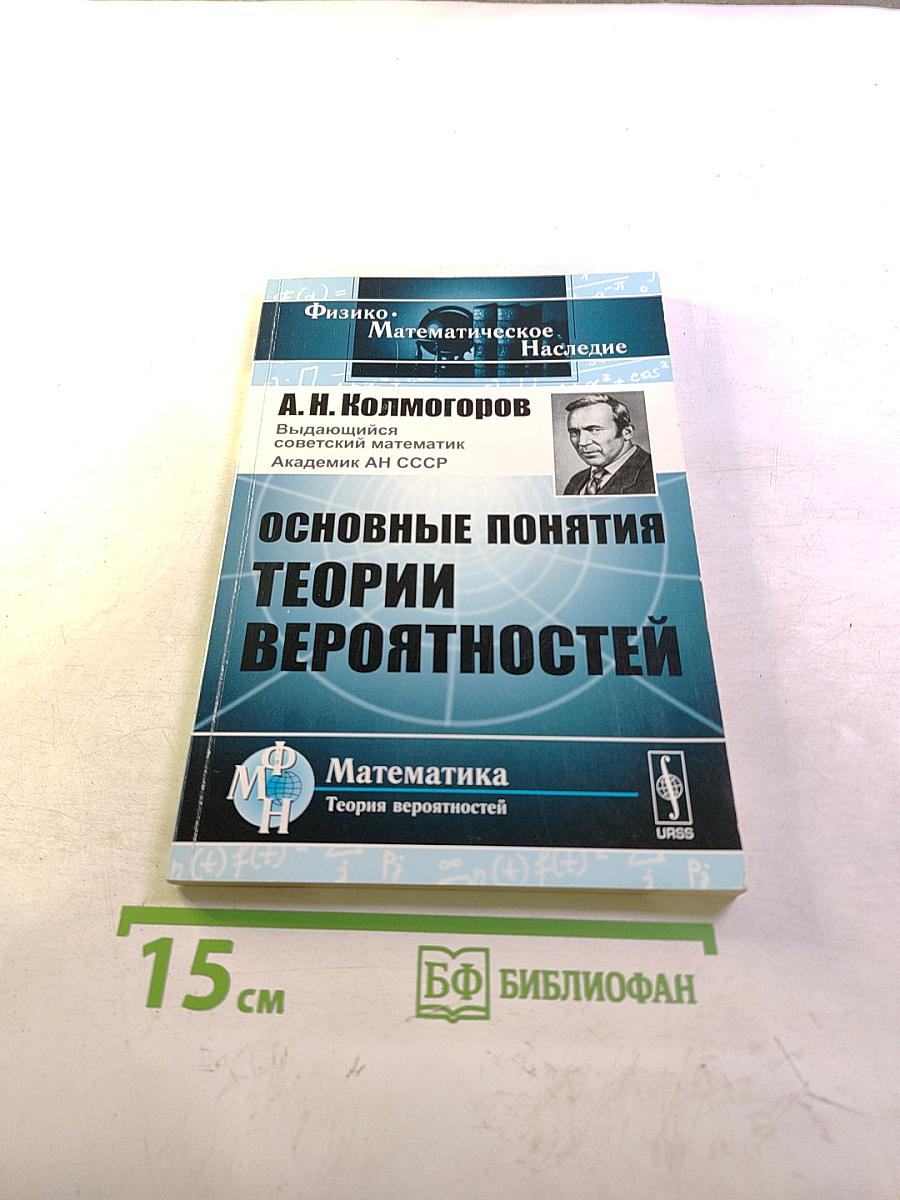 Физико-
Математическое
Наследие
А. Н. Колмогоров
Выдающийся
советский математик
Академик АН СССР
ОСНОВНЫЕ ПОНЯТИЯ
ТЕОРИИ
ВЕРОЯТНОСТЕЙ
ФМН
Математика
Теория вероятностей
URSS
15 см
БФ БИБЛИОФАН